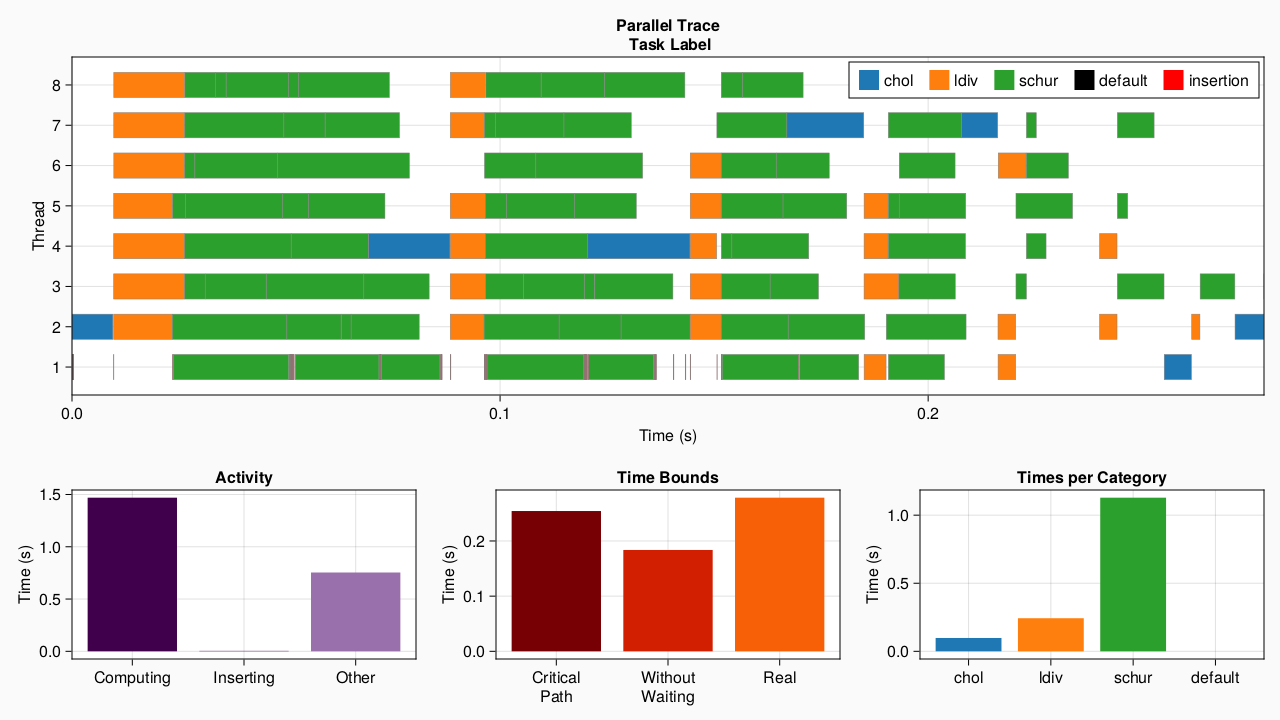 Parallel Trace
Task Label
chol ldiv schur default insertion
Thread
8
7
6
5
4
3
2
1
0.0 0.1 0.2
Time (s)
Activity
Time (s)
1.5
1.0
0.5
0.0
Computing Inserting Other
Time Bounds
Time (s)
0.2
0.1
0.0
Critical Path
Without Waiting
Real
Times per Category
Time (s)
1.0
0.5
0.0
chol ldiv schur default